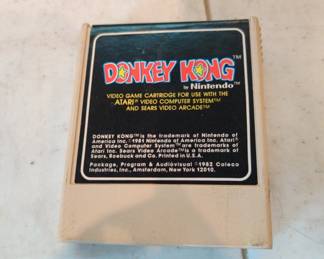 DONKEY KONG™
by Nintendo™
VIDEO GAME CARTRIDGE FOR USE WITH THE
ATARI® VIDEO COMPUTER SYSTEM™
AND SEARS VIDEO ARCADE™
DONKEY KONG™ is the trademark of Nintendo of
America Inc. ©1981 Nintendo of America Inc. Atari®
and Video Computer System™ are trademarks of
Atari Inc. Sears Video Arcade™ is a trademark of
Sears, Roebuck and Co. Printed in U.S.A.
Package, Program & Audiovisual ©1982 Coleco
Industries, Inc., Amsterdam, New York 12010.